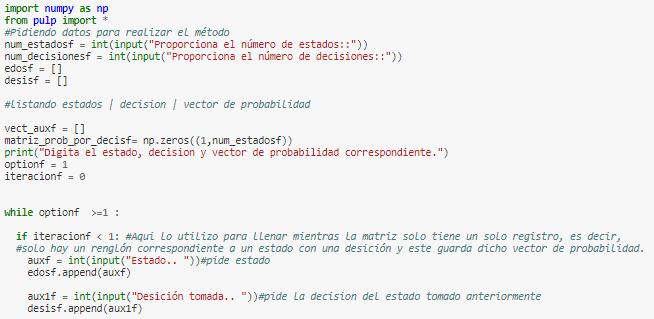 import numpy as np
from pulp import *
#Pidiendo datos para realizar el método
num_estadosf = int(input("Proporciona el número de estados::"))
num_decisionesf = int(input("Proporciona el número de decisiones::"))
edosf = []
desisf = []
#Listando estados | decision | vector de probabilidad
vect_auxf = []
matriz_prob_por_decisf= np.zeros((1,num_estadosf))
print("Digita el estado, decision y vector de probabilidad correspondiente.")
optionf = 1
iteracionf = 0
while optionf >=1 :
if iteracionf < 1: #Aqui lo utilizo para llenar mientras la matriz solo tiene un solo registro, es decir,
#solo hay un renglón correspondiente a un estado con una desición y este guarda dicho vector de probabilidad.
auxf = int(input("Estado.. "))#pide estado
edosf.append(auxf)
aux1f = int(input("Desición tomada.. "))#pide la decision del estado tomado anteriormente
desisf.append(aux1f)